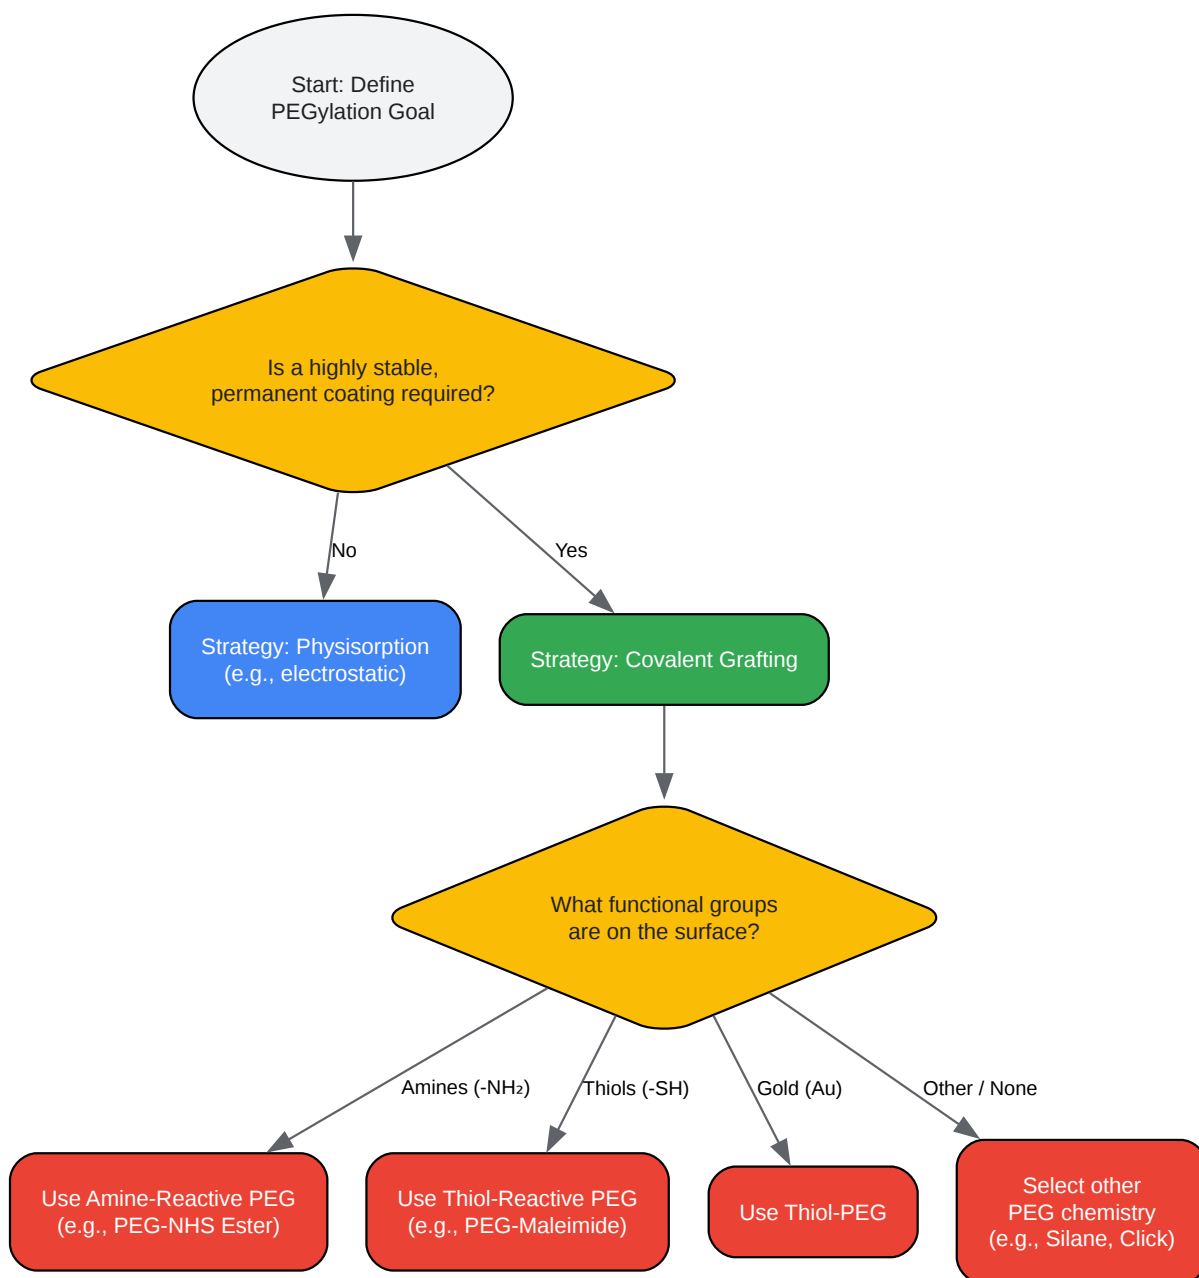 Start: Define
PEGylation Goal
Is a highly stable,
permanent coating required?
No
Yes
Strategy: Physisorption
(e.g., electrostatic)
Strategy: Covalent Grafting
What functional groups
are on the surface?
Amines (-NH₂)
Thiols (-SH)
Gold (Au)
Other / None
Use Amine-Reactive PEG
(e.g., PEG-NHS Ester)
Use Thiol-Reactive PEG
(e.g., PEG-Maleimide)
Use Thiol-PEG
Select other
PEG chemistry
(e.g., Silane, Click)